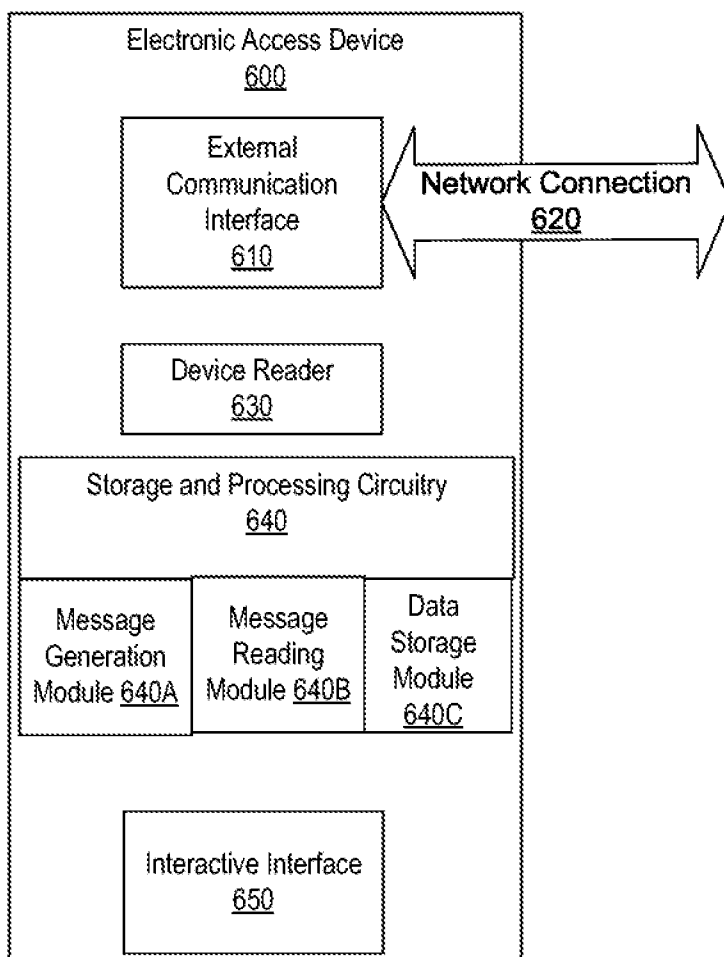 Electronic Access Device
600
External
Communication
Interface
610
Network Connection
620
Device Reader
630
Storage and Processing Circuitry
640
Message
Generation
Module 640A
Message
Reading
Module 640B
Data
Storage
Module
640C
Interactive Interface
650